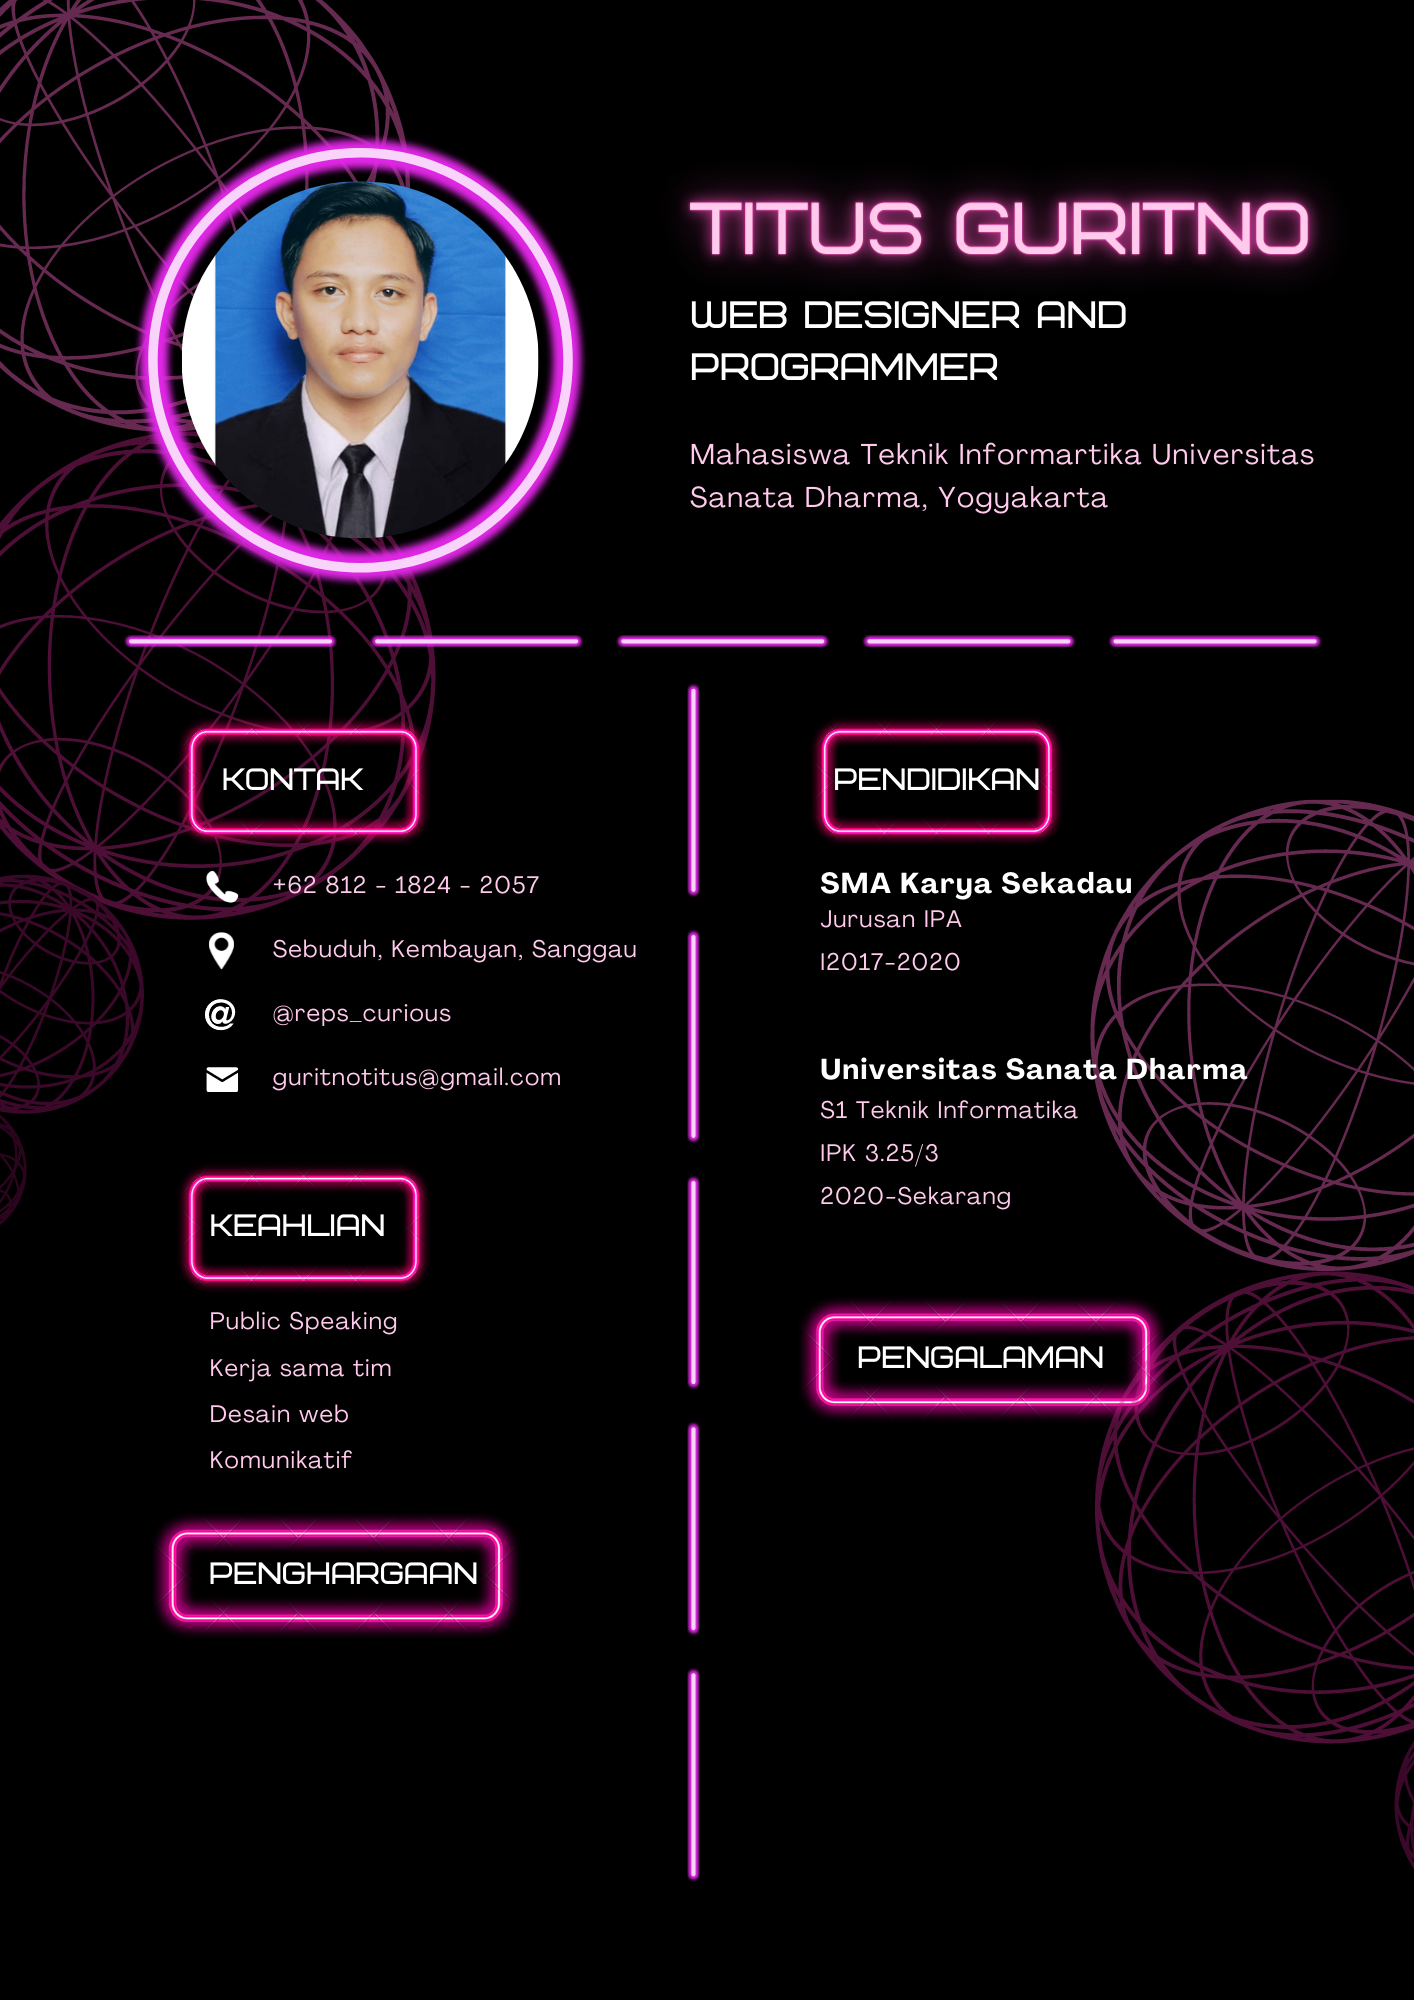 TITUS GURITNO
WEB DESIGNER AND
PROGRAMMER
Mahasiswa Teknik Informartika Universitas
Sanata Dharma, Yogyakarta
KONTAK
+62 812 - 1824 - 2057
Sebuduh, Kembayan, Sanggau
@reps_curious
guritnotitus@gmail.com
KEAHLIAN
Public Speaking
Kerja sama tim
Desain web
Komunikatif
PENGHARGAAN
PENDIDIKAN
SMA Karya Sekadau
Jurusan IPA
I2017-2020
Universitas Sanata Dharma
S1 Teknik Informatika
IPK 3.25/3
2020-Sekarang
PENGALAMAN